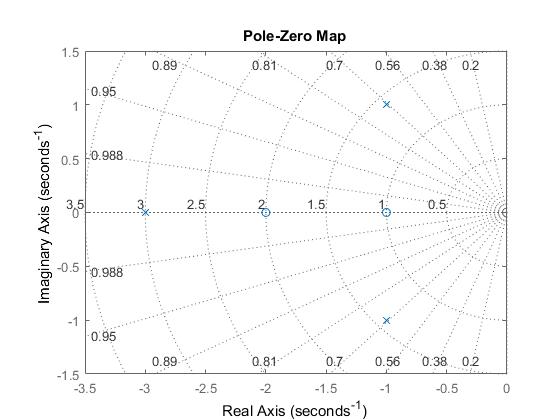 Pole-Zero Map
1.5
0.89 0.81 0.7 0.56 0.38 0.2
0.95
1
0.5
0.988
3.5 3 2.5 2 1.5 1 0.5
0
-0.5
0.988
-1
0.95
0.89 0.81 0.7 0.56 0.38 0.2
-1.5
-3.5 -3 -2.5 -2 -1.5 -1 -0.5 0
Real Axis (seconds⁻¹)
Imaginary Axis (seconds⁻¹)